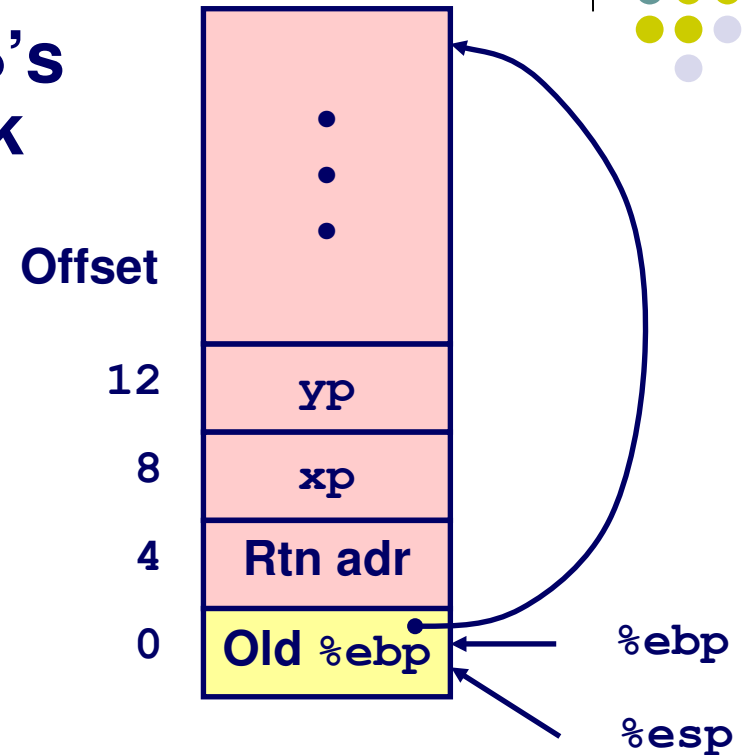 ’s
k
Offset
12
yp
8
xp
4
Rtn adr
0
Old %ebp
%ebp
%esp